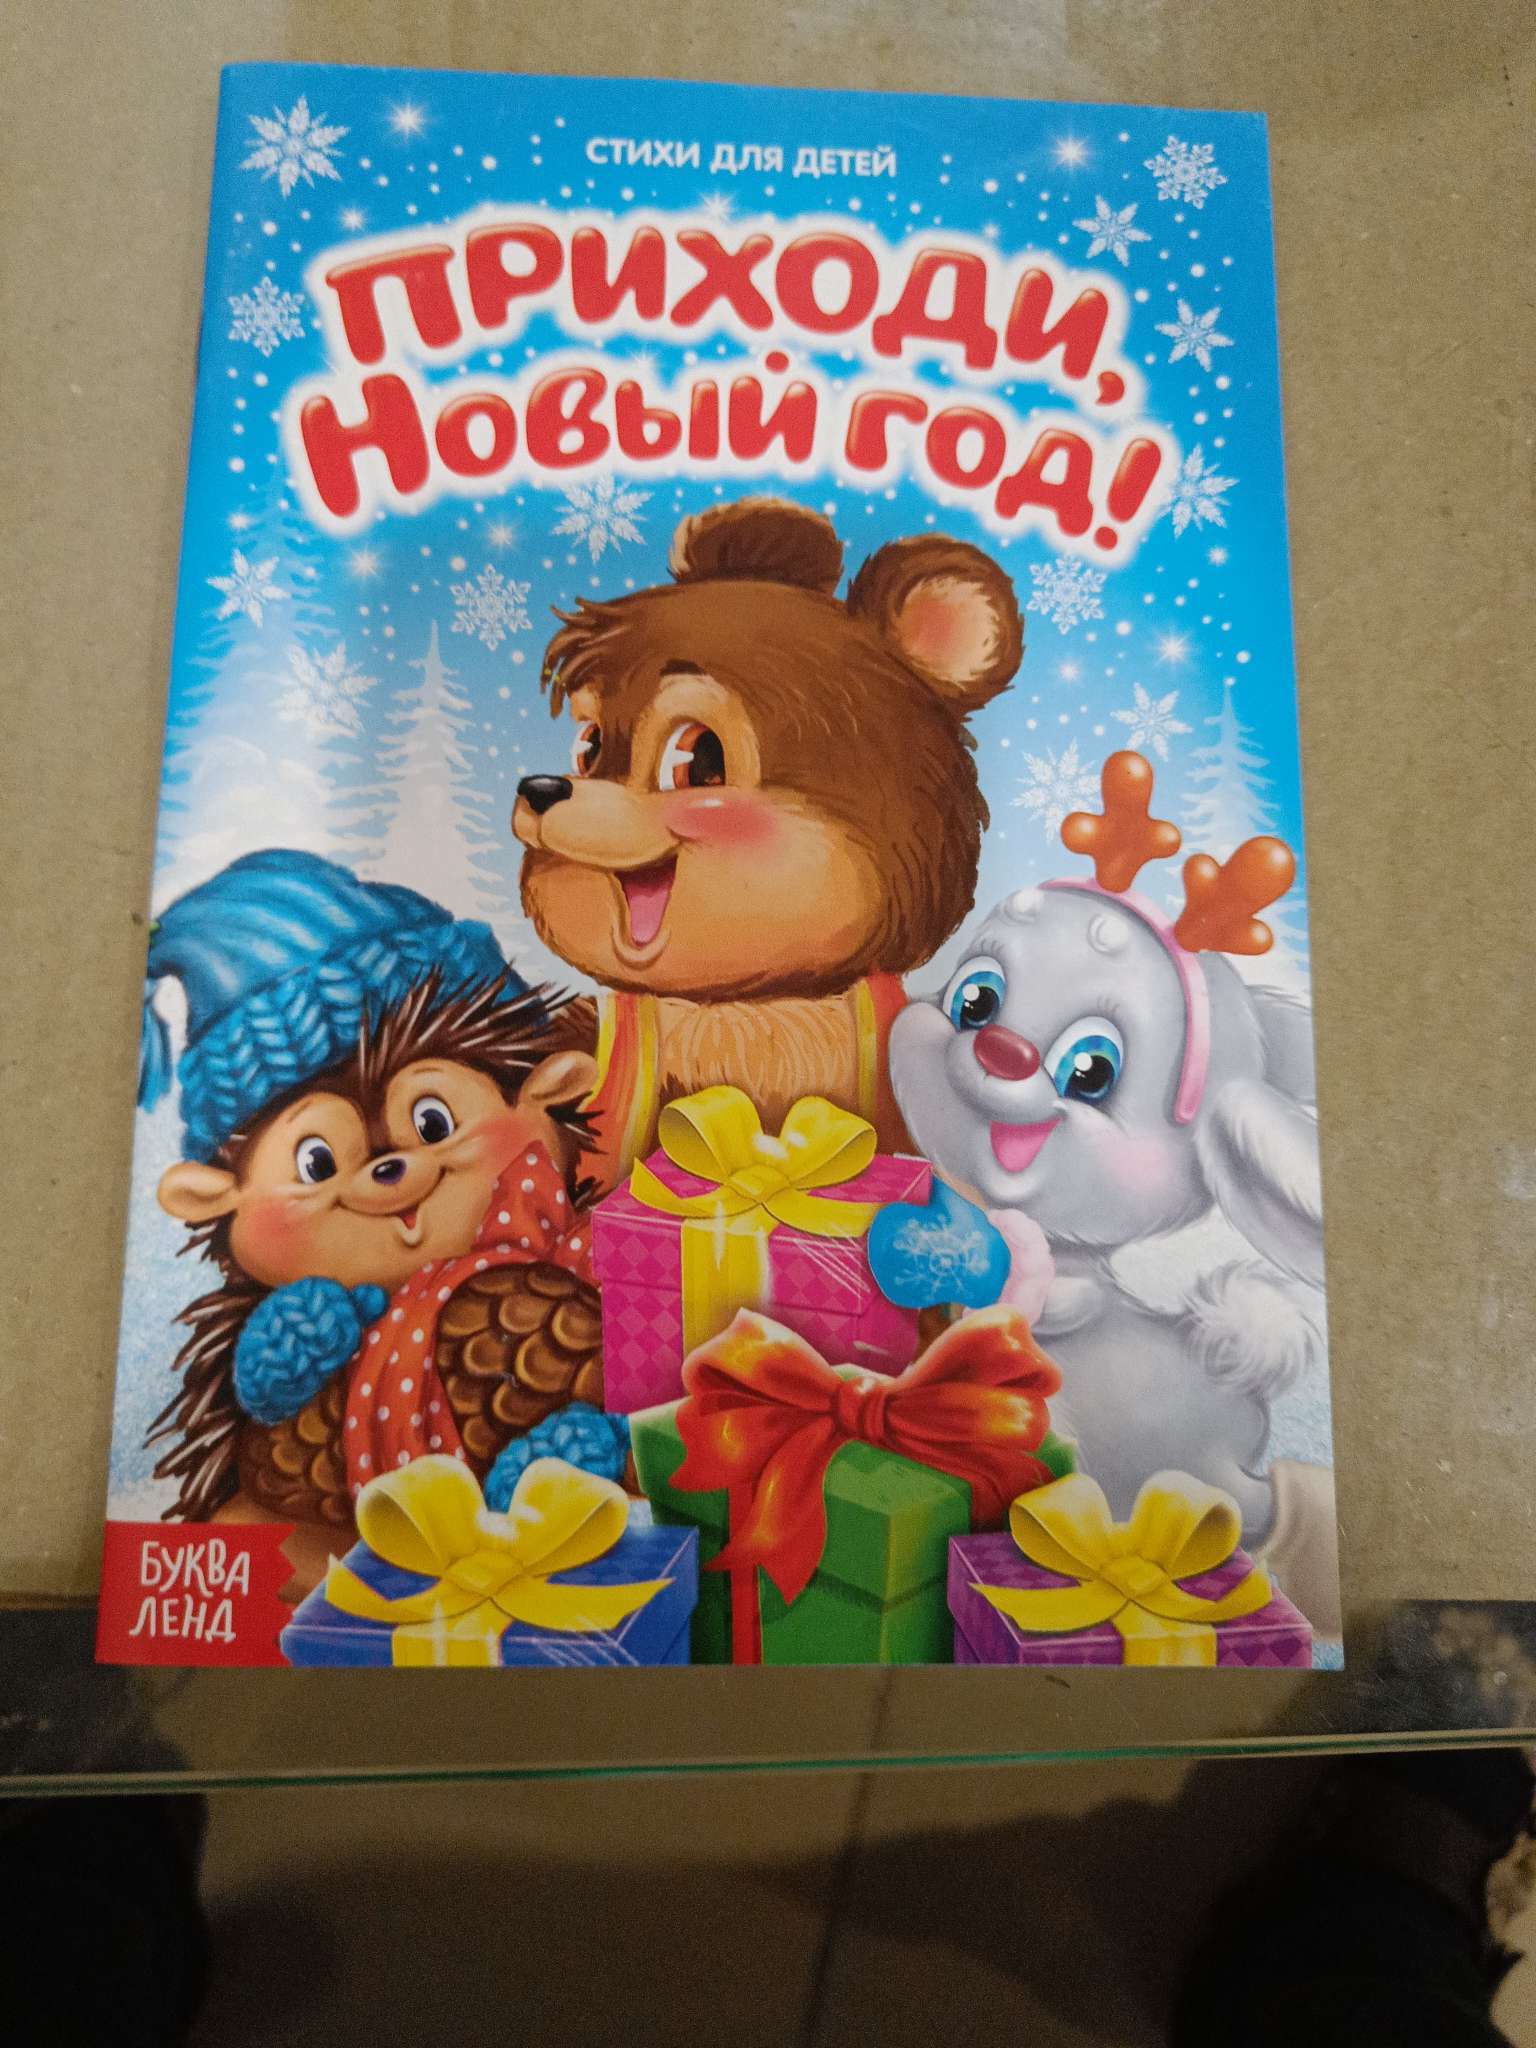 СТИХИ ДЛЯ ДЕТЕЙ
ПРИХОДИ,
НОВЫЙ ГОД!
БУКВА
ЛЕНД